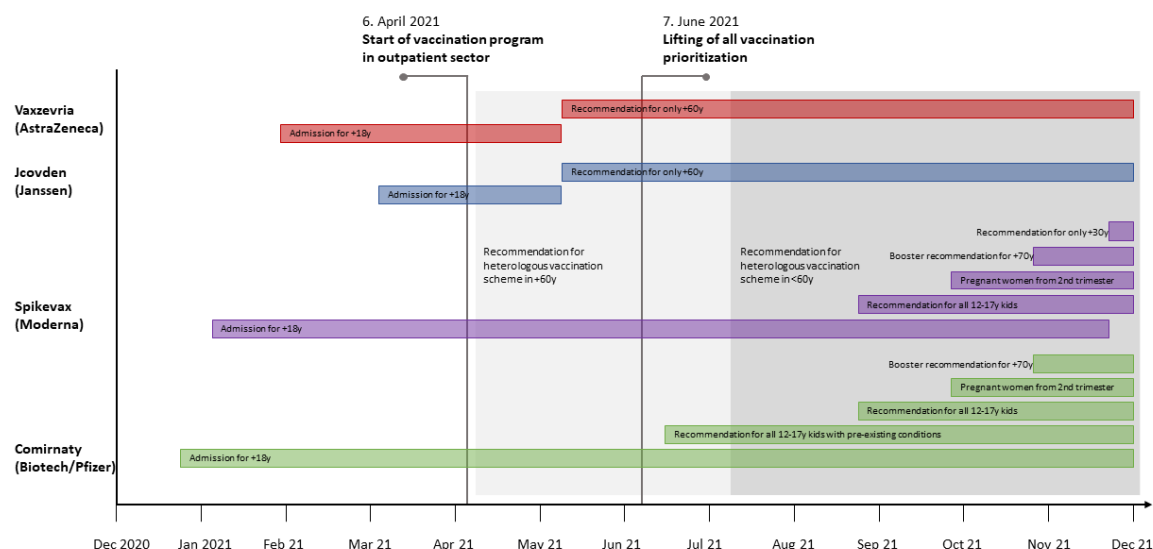 6. April 2021
Start of vaccination program
in outpatient sector
7. June 2021
Lifting of all vaccination
prioritization
Vaxzevria
(AstraZeneca)
Recommendation for only +60y
Admission for +18y
Jcovden
(Janssen)
Recommendation for only +60y
Admission for +18y
Recommendation for
heterologous vaccination
scheme in +60y
Recommendation for
heterologous vaccination
scheme in <60y
Spikevax
(Moderna)
Recommendation for only +30y
Booster recommendation for +70y
Pregnant women from 2nd trimester
Recommendation for all 12-17y kids
Admission for +18y
Comirnaty
(Biotech/Pfizer)
Booster recommendation for +70y
Pregnant women from 2nd trimester
Recommendation for all 12-17y kids
Recommendation for all 12-17y kids with pre-existing conditions
Admission for +18y
Dec 2020 Jan 2021 Feb 21 Mar 21 Apr 21 May 21 Jun 21 Jul 21 Aug 21 Sep 21 Oct 21 Nov 21 Dec 21